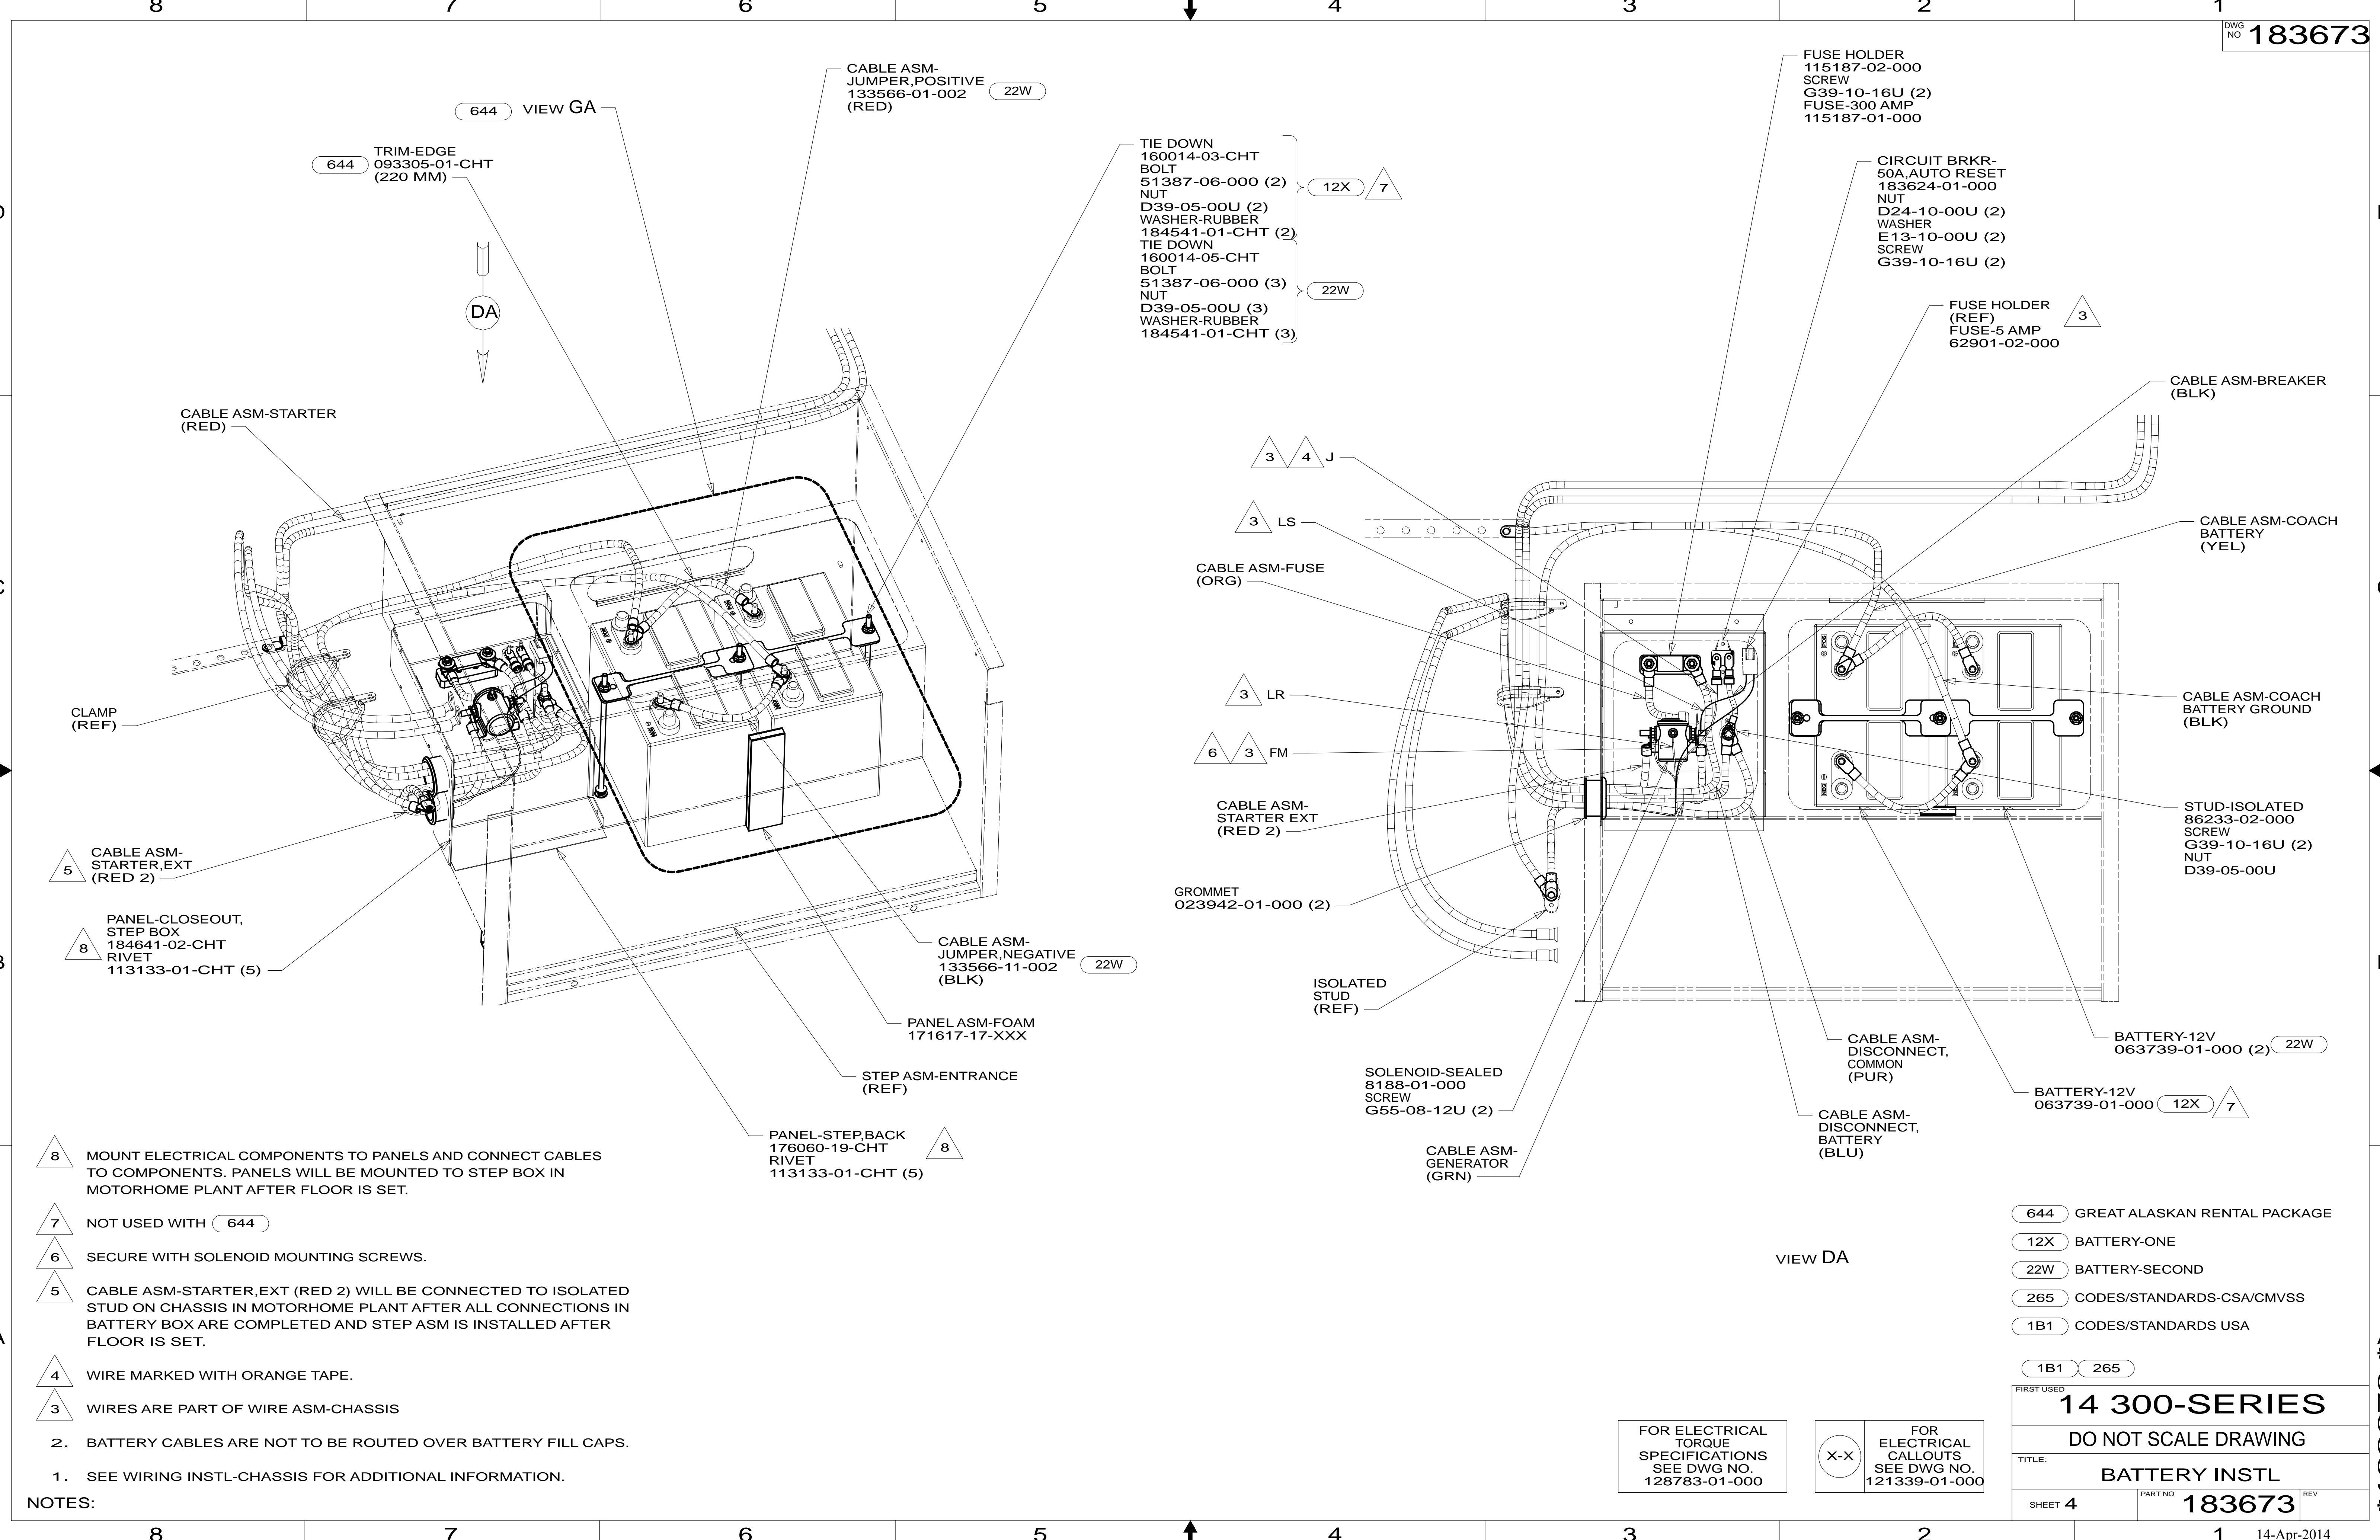 8 7 6 5 4 3 2 1
DWG NO 183673
644 VIEW GA
644 TRIM-EDGE
093305-01-CHT
(220 MM)
CABLE ASM-
JUMPER,POSITIVE
133566-01-002
(RED)
22W
TIE DOWN
160014-03-CHT
BOLT
51387-06-000 (2)
NUT
D39-05-00U (2)
WASHER-RUBBER
184541-01-CHT (2)
12X 7
TIE DOWN
160014-05-CHT
BOLT
51387-06-000 (3)
NUT
D39-05-00U (3)
WASHER-RUBBER
184541-01-CHT (3)
22W
DA
CABLE ASM-STARTER
(RED)
CLAMP
(REF)
5 CABLE ASM-
STARTER,EXT
(RED 2)
8 PANEL-CLOSEOUT,
STEP BOX
184641-02-CHT
RIVET
113133-01-CHT (5)
CABLE ASM-
JUMPER,NEGATIVE
133566-11-002
(BLK)
22W
PANEL ASM-FOAM
171617-17-XXX
STEP ASM-ENTRANCE
(REF)
PANEL-STEP,BACK
176060-19-CHT
RIVET
113133-01-CHT (5)
8
FUSE HOLDER
115187-02-000
SCREW
G39-10-16U (2)
FUSE-300 AMP
115187-01-000
CIRCUIT BRKR-
50A,AUTO RESET
183624-01-000
NUT
D24-10-00U (2)
WASHER
E13-10-00U (2)
SCREW
G39-10-16U (2)
FUSE HOLDER
(REF)
FUSE-5 AMP
62901-02-000
3
CABLE ASM-BREAKER
(BLK)
3 4 J
3 LS
CABLE ASM-FUSE
(ORG)
3 LR
6 3 FM
CABLE ASM-
STARTER EXT
(RED 2)
GROMMET
023942-01-000 (2)
ISOLATED
STUD
(REF)
SOLENOID-SEALED
8188-01-000
SCREW
G55-08-12U (2)
CABLE ASM-
GENERATOR
(GRN)
CABLE ASM-COACH
BATTERY
(YEL)
CABLE ASM-COACH
BATTERY GROUND
(BLK)
STUD-ISOLATED
86233-02-000
SCREW
G39-10-16U (2)
NUT
D39-05-00U
CABLE ASM-
DISCONNECT,
COMMON
(PUR)
CABLE ASM-
DISCONNECT,
BATTERY
(BLU)
BATTERY-12V
063739-01-000 (2) 22W
BATTERY-12V
063739-01-000 12X 7
VIEW DA
8 MOUNT ELECTRICAL COMPONENTS TO PANELS AND CONNECT CABLES
TO COMPONENTS. PANELS WILL BE MOUNTED TO STEP BOX IN
MOTORHOME PLANT AFTER FLOOR IS SET.
7 NOT USED WITH 644
6 SECURE WITH SOLENOID MOUNTING SCREWS.
5 CABLE ASM-STARTER,EXT (RED 2) WILL BE CONNECTED TO ISOLATED
STUD ON CHASSIS IN MOTORHOME PLANT AFTER ALL CONNECTIONS IN
BATTERY BOX ARE COMPLETED AND STEP ASM IS INSTALLED AFTER
FLOOR IS SET.
4 WIRE MARKED WITH ORANGE TAPE.
3 WIRES ARE PART OF WIRE ASM-CHASSIS
2. BATTERY CABLES ARE NOT TO BE ROUTED OVER BATTERY FILL CAPS.
1. SEE WIRING INSTL-CHASSIS FOR ADDITIONAL INFORMATION.
NOTES:
644 GREAT ALASKAN RENTAL PACKAGE
12X BATTERY-ONE
22W BATTERY-SECOND
265 CODES/STANDARDS-CSA/CMVSS
1B1 CODES/STANDARDS USA
1B1 265
FOR ELECTRICAL
TORQUE
SPECIFICATIONS
SEE DWG NO.
128783-01-000
X-X
FOR
ELECTRICAL
CALLOUTS
SEE DWG NO.
121339-01-000
FIRST USED
14 300-SERIES
DO NOT SCALE DRAWING
TITLE:
BATTERY INSTL
SHEET 4
PART NO 183673 REV
8 7 6 5 4 3 2 1
14-Apr-2014